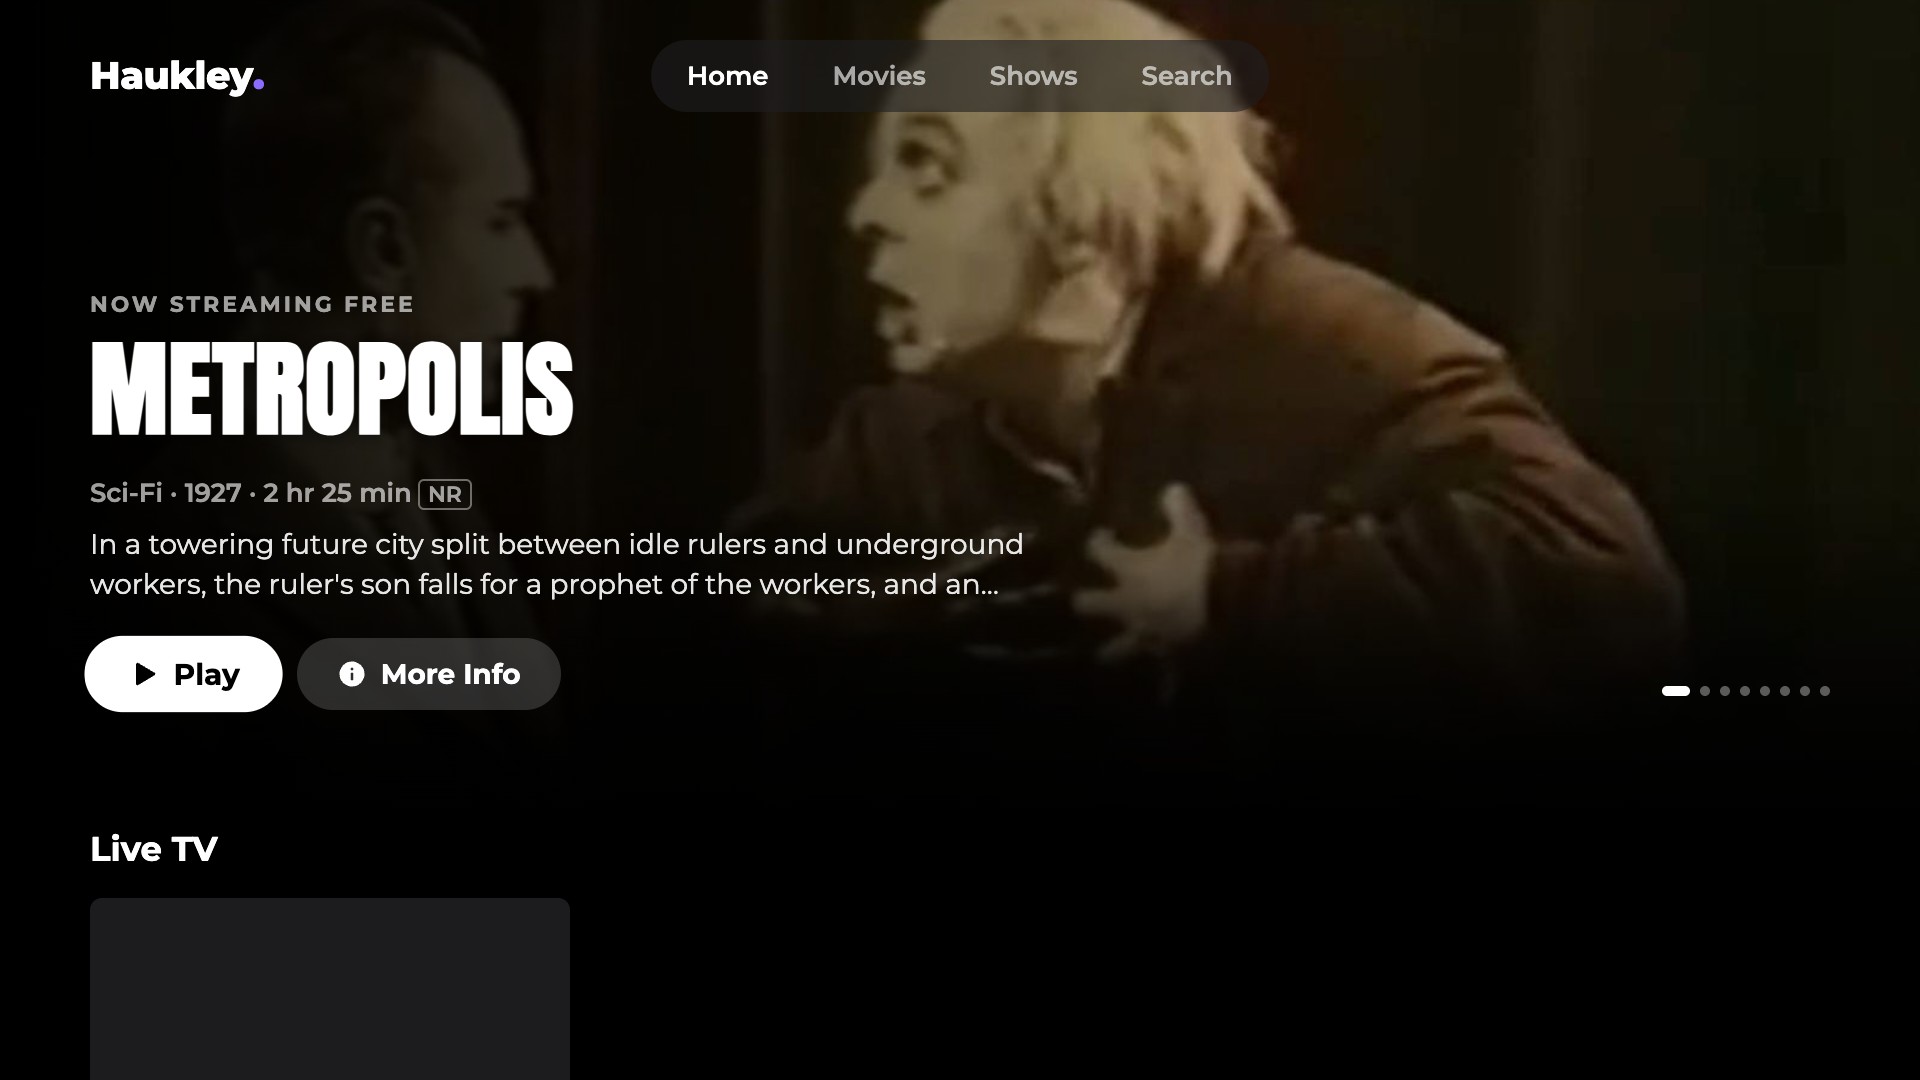 Haukley.
Home
Movies
Shows
Search
NOW STREAMING FREE
METROPOLIS
Sci-Fi · 1927 · 2 hr 25 min NR
In a towering future city split between idle rulers and underground
workers, the ruler's son falls for a prophet of the workers, and an...
Play
More Info
Live TV